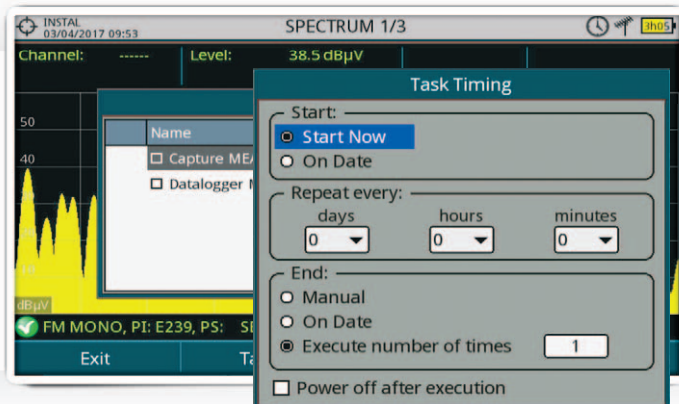 INSTAL
03/04/2017 09:53
SPECTRUM 1/3
3h05
Channel: ------ Level: 38.5 dBµV
Task Timing
Start:
Start Now
On Date
Repeat every:
days hours minutes
0 0 0
End:
Manual
On Date
Execute number of times 1
Power off after execution
Name
Capture
Datalogger
50
40
dBµV
FM MONO, PI: E239, PS:
Exit